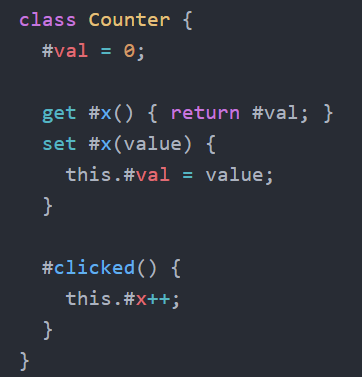 class Counter {
  #val = 0;

  get #x() { return #val; }
  set #x(value) {
    this.#val = value;
  }

  #clicked() {
    this.#x++;
  }
}